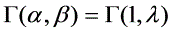 Γ(α, β) = Γ(1, λ)